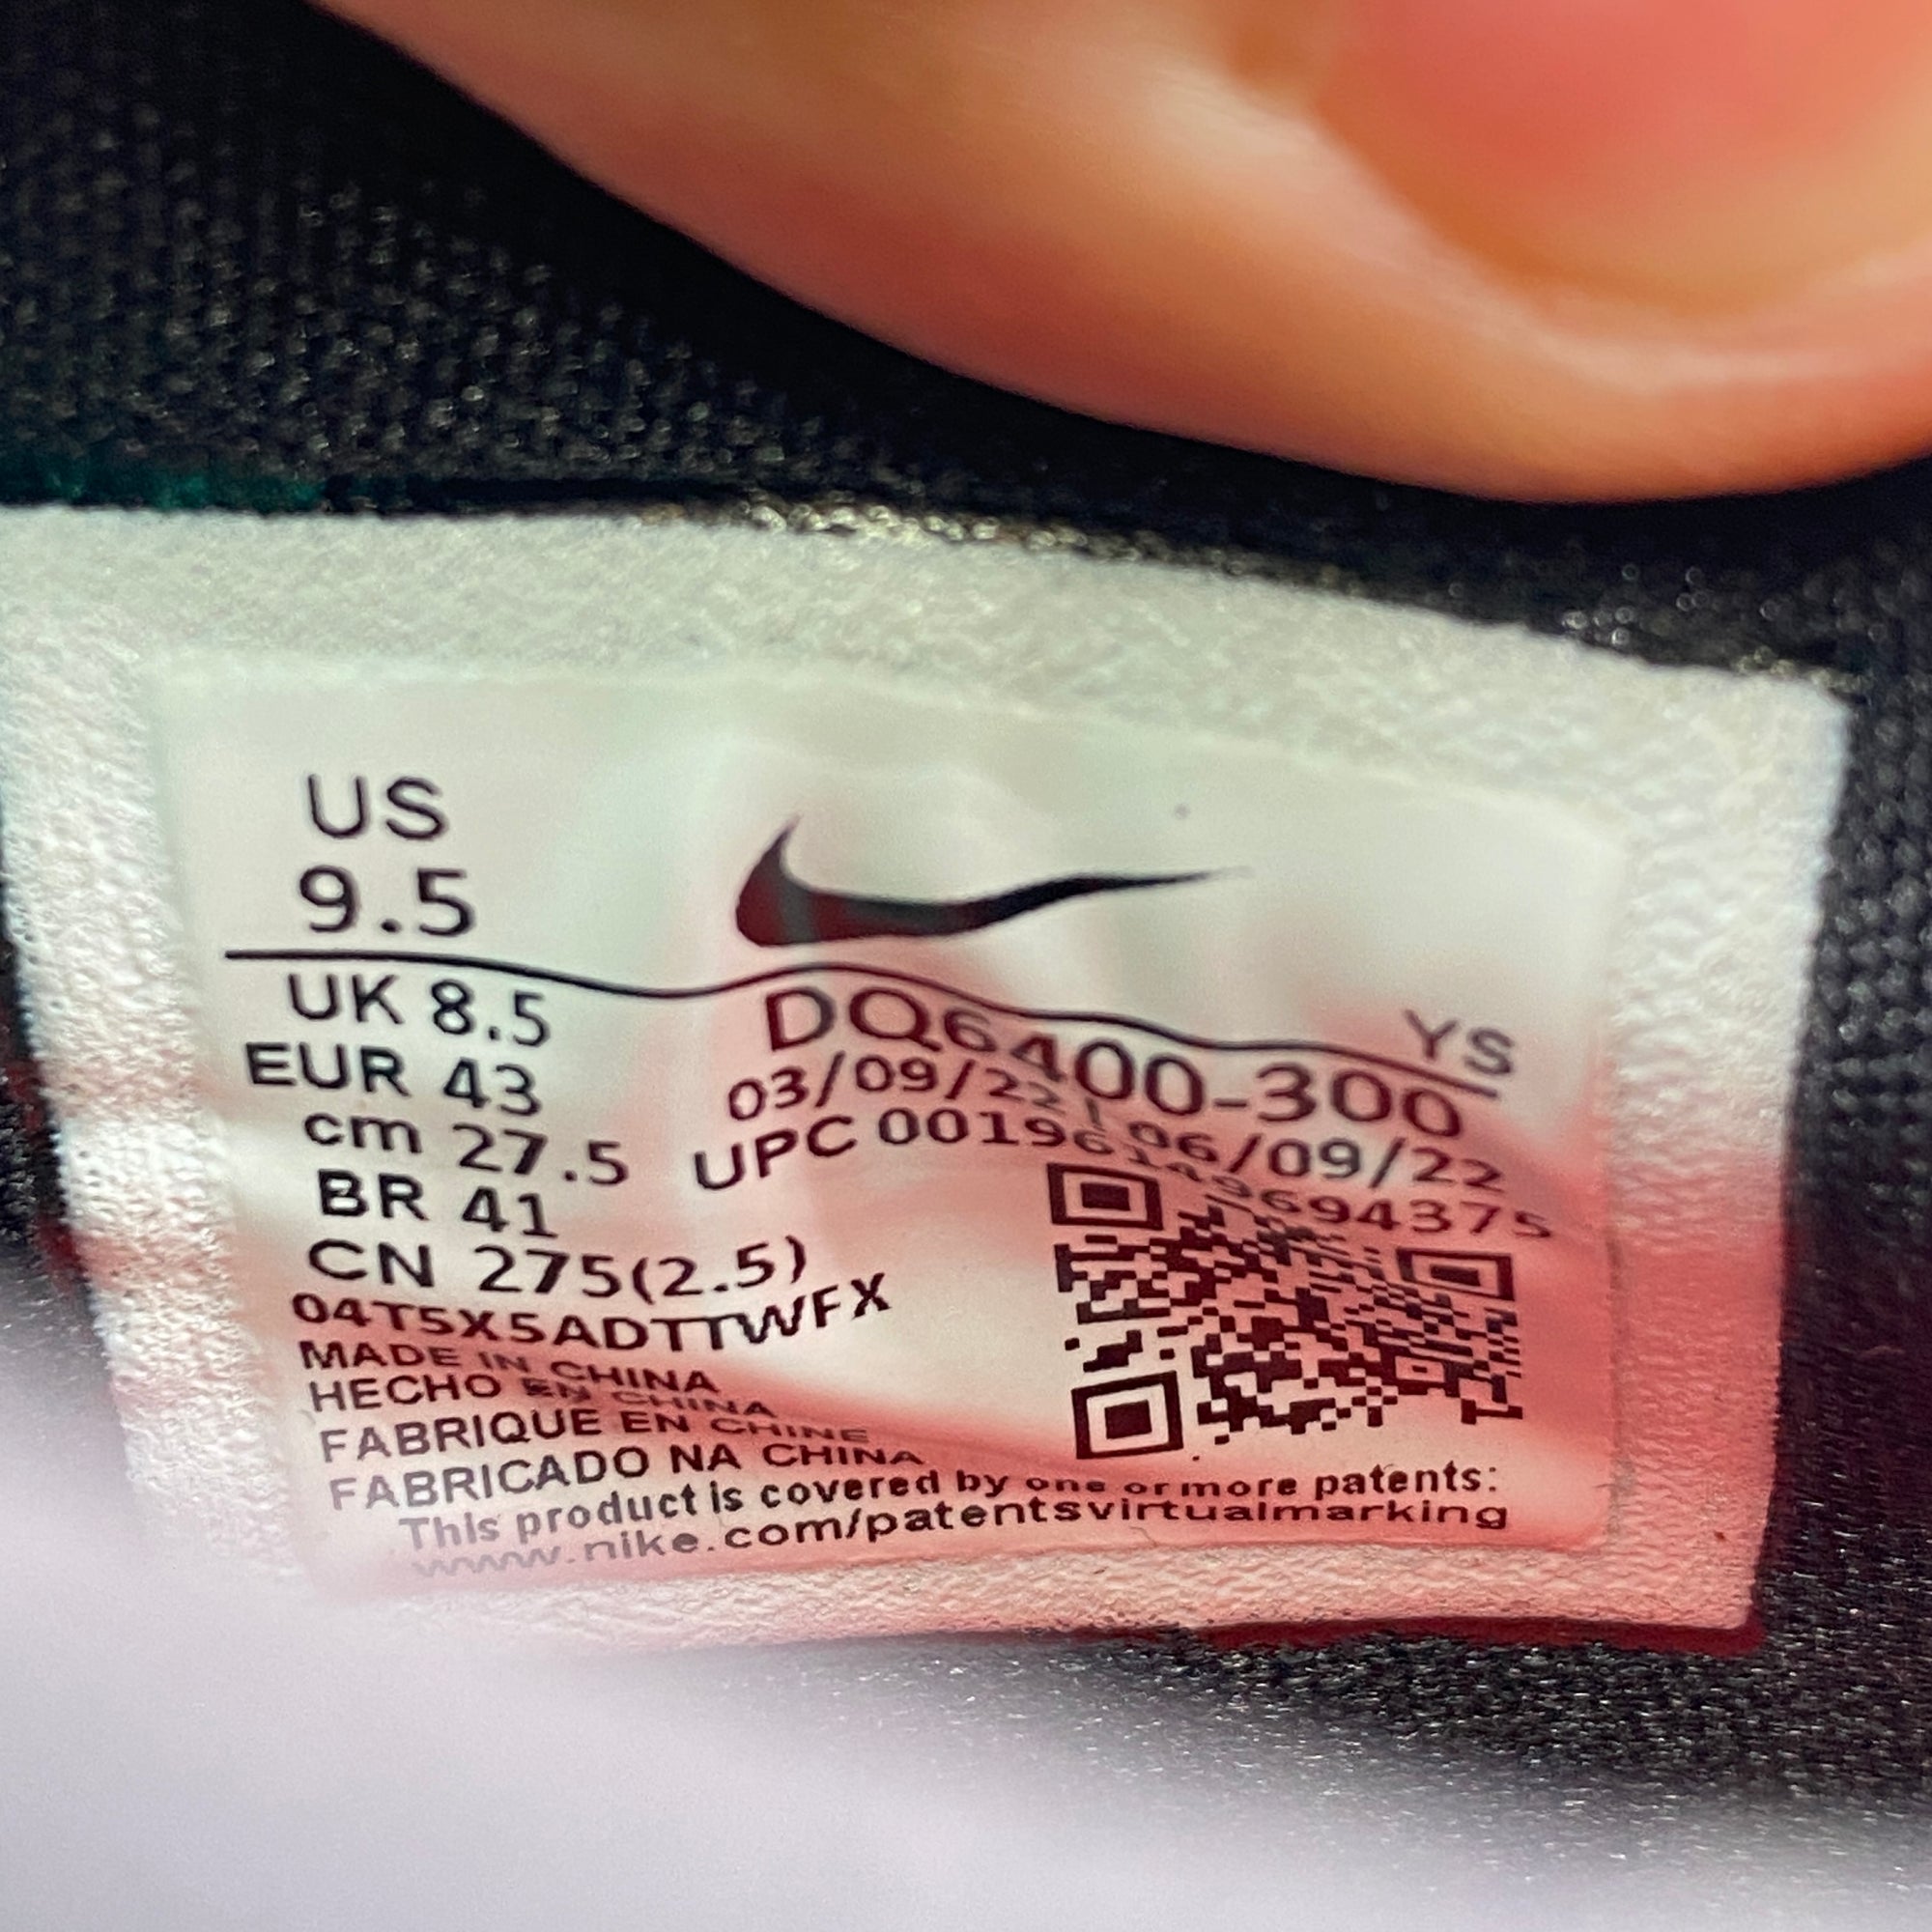 US
9.5
YS
UK 8.5
EUR 43
cm 27.5
BR 41
CN 275(2.5)
04T5X5ADTTWFX
DQ6400-300
03/09/22 06/09/22
UPC
MADE IN CHINA
HECHO EN CHINA
FABRIQUE EN CHINE
FABRICADO NA CHINA
This product is covered by one or more patents:
www.nike.com/patentsvirtualmarking